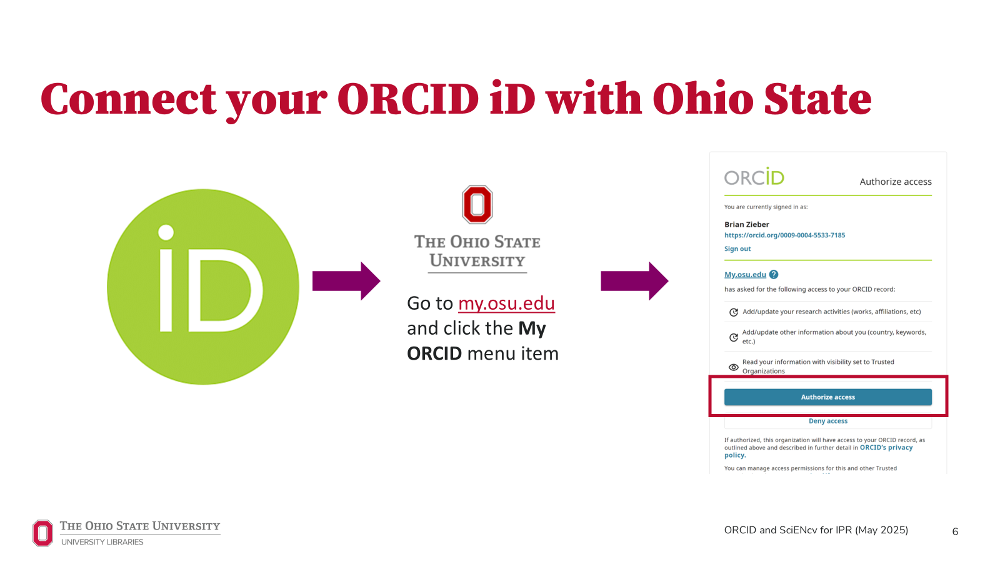 Connect your ORCID iD with Ohio State
iD
THE OHIO STATE
UNIVERSITY
Go to my.osu.edu
and click the My
ORCID menu item
ORCiD
Authorize access
You are currently signed in as:
Brian Zieber
https://orcid.org/0009-0004-5533-7185
Sign out
My.osu.edu ?
has asked for the following access to your ORCID record:
Add/update your research activities (works, affiliations, etc)
Add/update other information about you (country, keywords,
etc.)
Read your information with visibility set to Trusted
Organizations
Authorize access
Deny access
If authorized, this organization will have access to your ORCID record, as
outlined above and described in further detail in ORCID's privacy
policy.
You can manage access permissions for this and other Trusted
THE OHIO STATE UNIVERSITY
UNIVERSITY LIBRARIES
ORCID and SciENcv for IPR (May 2025)
6